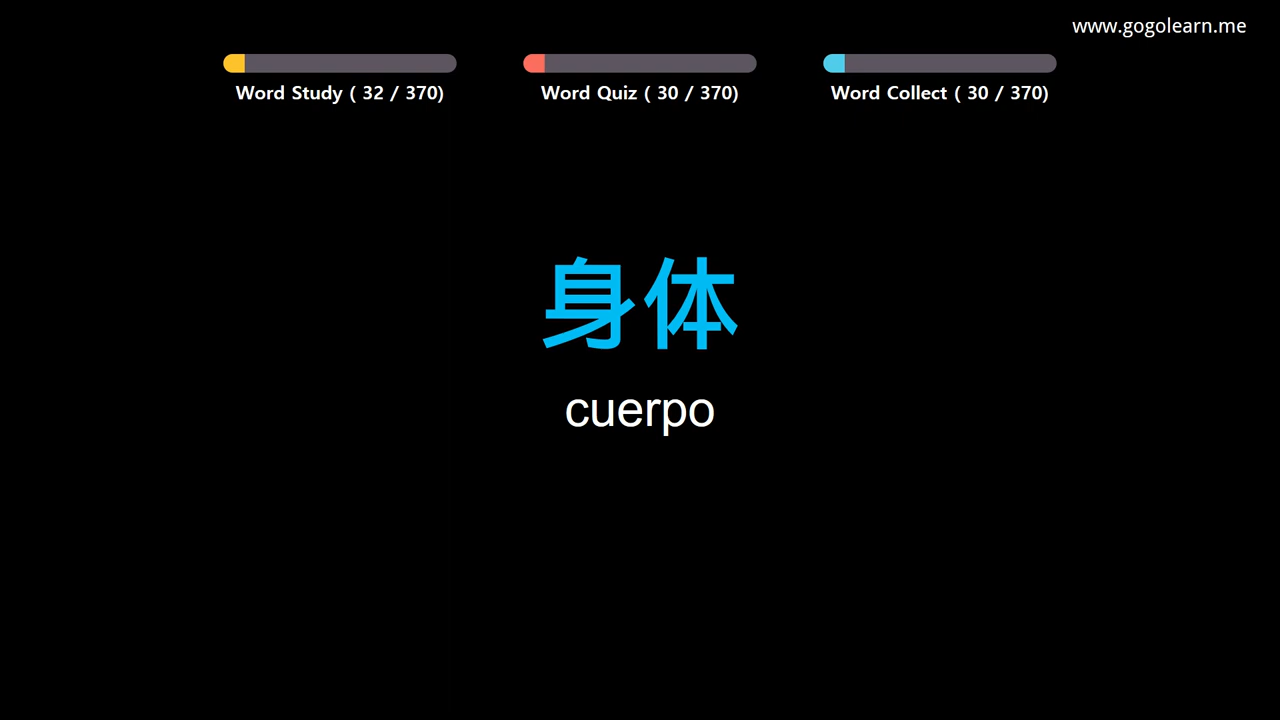 www.gogolearn.me
Word Study ( 32 / 370)
Word Quiz ( 30 / 370)
Word Collect ( 30 / 370)
身体
cuerpo